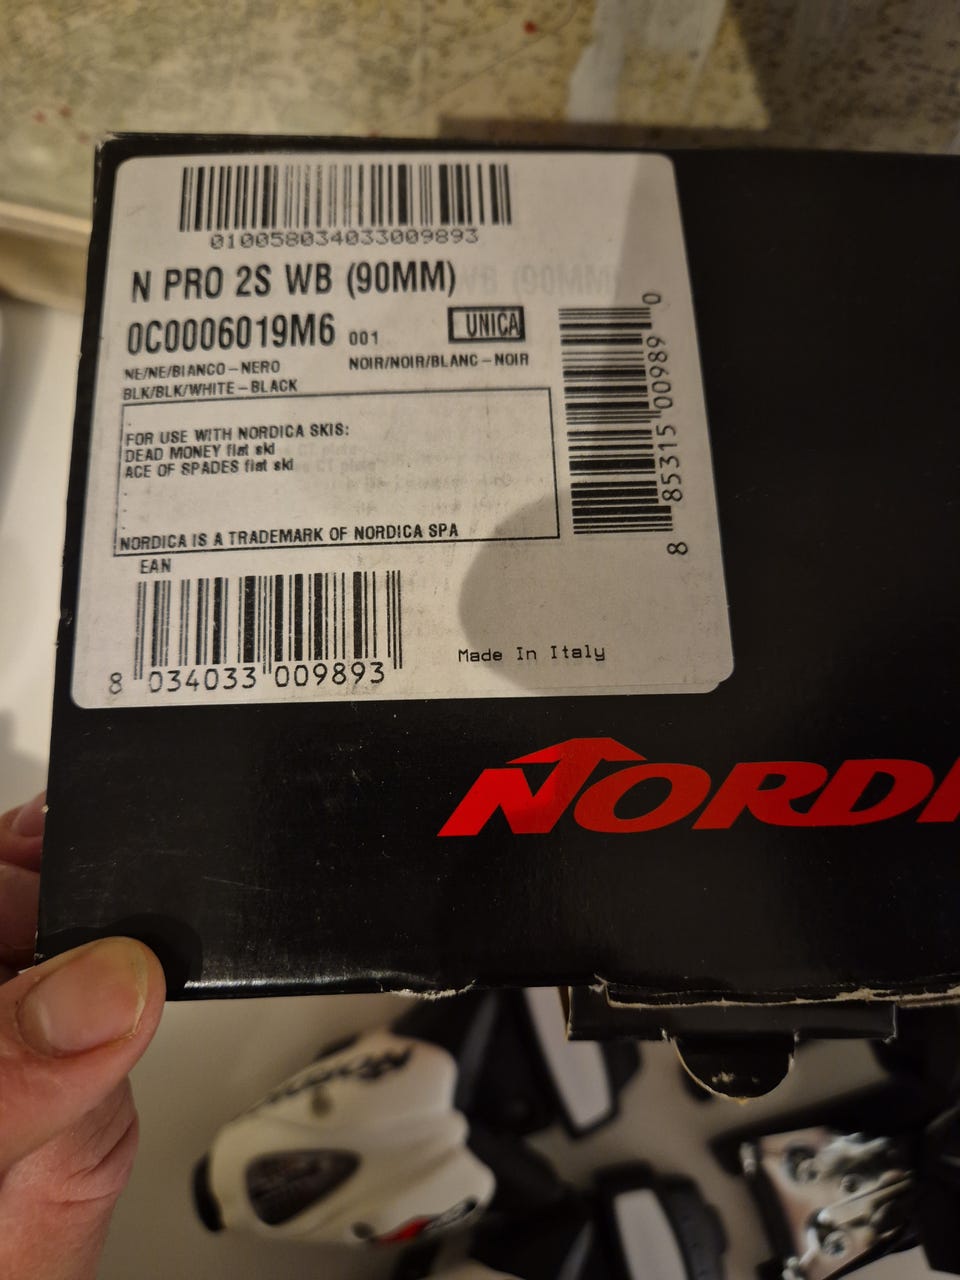 010058034033009893
N PRO 2S WB (90MM)
0C0006019M6 001 UNICA
NE/NE/BIANCO-NERO NOIR/NOIR/BLANC-NOIR
BLK/BLK/WHITE-BLACK
FOR USE WITH NORDICA SKIS:
DEAD MONEY flat ski
ACE OF SPADES flat ski
NORDICA IS A TRADEMARK OF NORDICA SPA
EAN
8 034033 009893
8 85315 00989 0
Made In Italy
NORDI